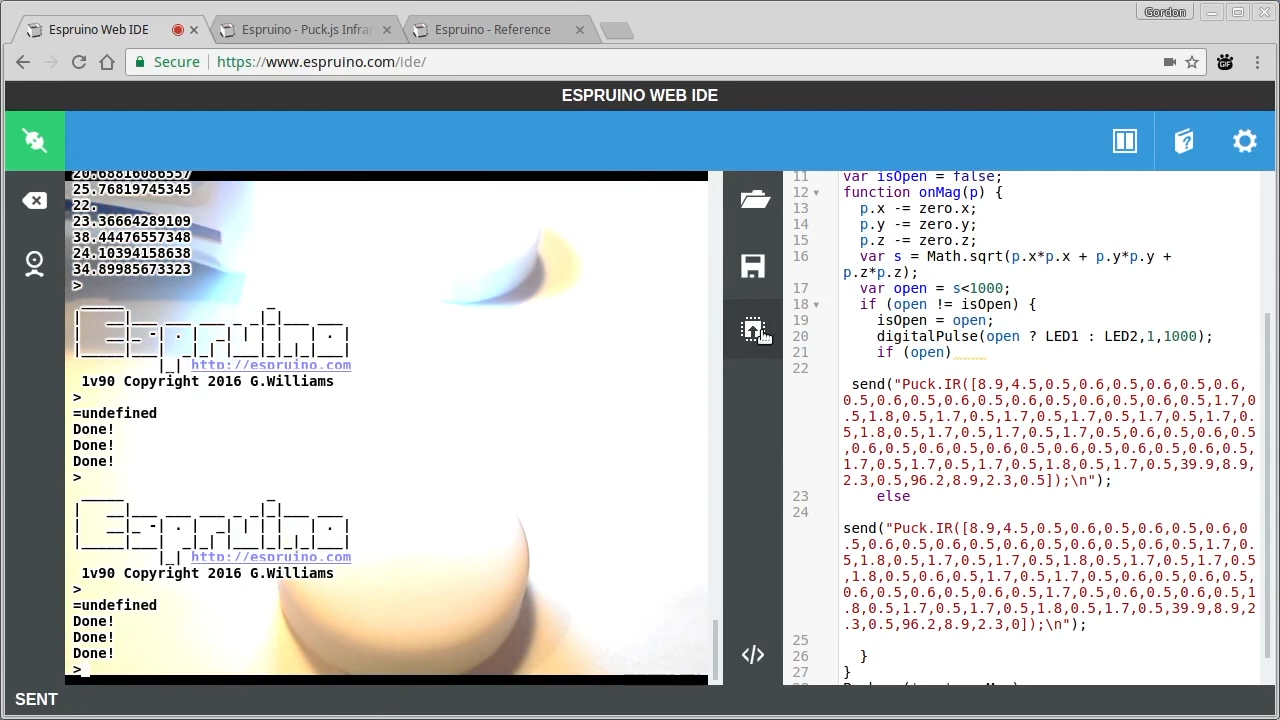 Gordon
Espruino Web IDE
Espruino - Puck.js Infrar
Espruino - Reference
Secure
https://www.espruino.com/ide/
GIF
ESPRUINO WEB IDE
20.68816086557
25.76819745345
22.
23.36664289109
38.44476557348
24.10394158638
34.89985673323
>
Espruino
http://espruino.com
1v90 Copyright 2016 G.Williams
>
=undefined
Done!
Done!
Done!
>
Espruino
http://espruino.com
1v90 Copyright 2016 G.Williams
>
=undefined
Done!
Done!
Done!
>
11 var isOpen = false;
12 function onMag(p) {
13 p.x -= zero.x;
14 p.y -= zero.y;
15 p.z -= zero.z;
16 var s = Math.sqrt(p.x*p.x + p.y*p.y +
p.z*p.z);
17 var open = s<1000;
18 if (open != isOpen) {
19 isOpen = open;
20 digitalPulse(open ? LED1 : LED2,1,1000);
21 if (open)
22
send("Puck.IR([8.9,4.5,0.5,0.6,0.5,0.6,0.5,0.6,
0.5,0.6,0.5,0.6,0.5,0.6,0.5,0.6,0.5,0.6,0.5,1.7,0
.5,1.8,0.5,1.7,0.5,1.7,0.5,1.7,0.5,1.7,0.5,1.7,0.
5,1.8,0.5,1.7,0.5,1.7,0.5,1.7,0.5,0.6,0.5,0.6,0.5
,0.6,0.5,0.6,0.5,0.6,0.5,0.6,0.5,0.6,0.5,0.6,0.5,
1.7,0.5,1.7,0.5,1.7,0.5,1.8,0.5,1.7,0.5,39.9,8.9,
2.3,0.5,96.2,8.9,2.3,0.5]);\n");
23 else
24
send("Puck.IR([8.9,4.5,0.5,0.6,0.5,0.6,0.5,0.6,0
.5,0.6,0.5,0.6,0.5,0.6,0.5,0.6,0.5,0.6,0.5,1.7,0.
5,1.8,0.5,1.7,0.5,1.7,0.5,1.8,0.5,1.7,0.5,1.7,0.5
,1.8,0.5,0.6,0.5,1.7,0.5,1.7,0.5,0.6,0.5,0.6,0.5,
0.6,0.5,0.6,0.5,0.6,0.5,1.7,0.5,0.6,0.5,0.6,0.5,1
.8,0.5,1.7,0.5,1.7,0.5,1.8,0.5,1.7,0.5,39.9,8.9,2
.3,0.5,96.2,8.9,2.3,0]);\n");
25
26 }
27 }
SENT